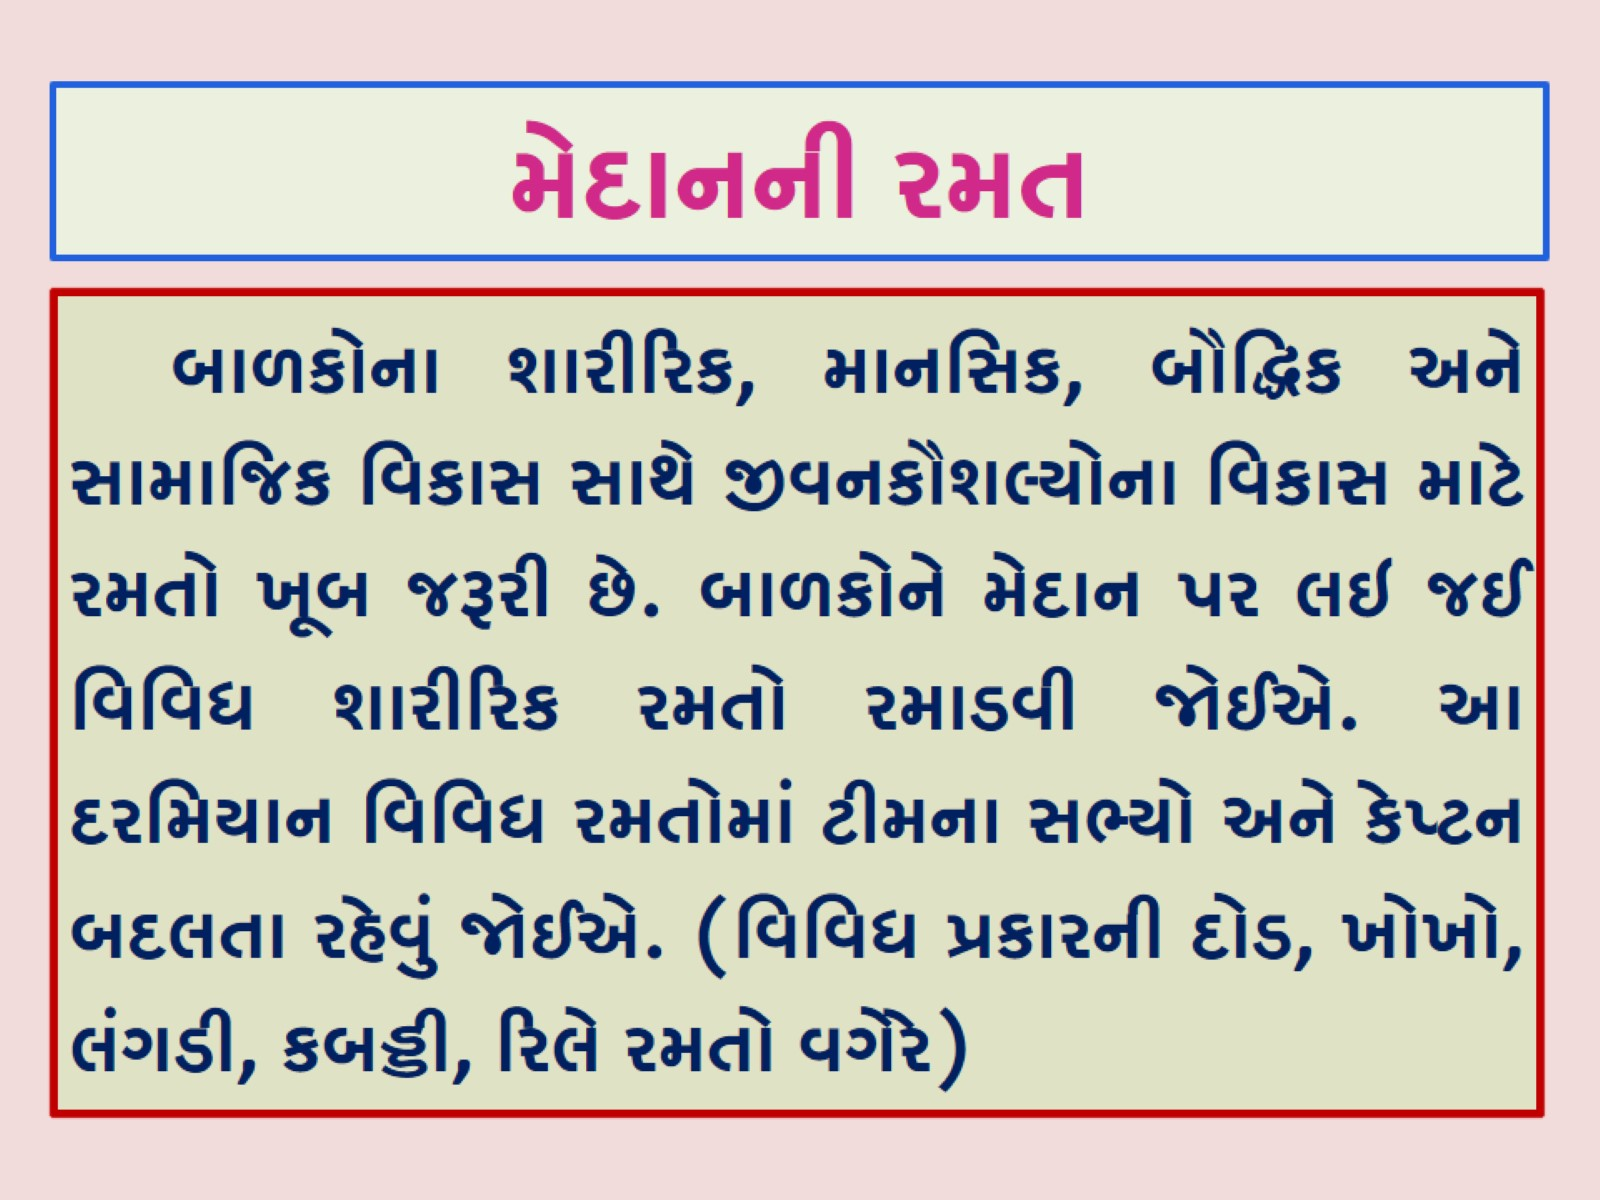 મેદાનની રમત
બાળકોના શારીરિક, માનસિક, બૌદ્ધિક અને
સામાજિક વિકાસ સાથે જીવનકૌશલ્યોના વિકાસ માટે
રમતો ખૂબ જરૂરી છે. બાળકોને મેદાન પર લઈ જઈ
વિવિધ શારીરિક રમતો રમાડવી જોઈએ. આ
દરમિયાન વિવિધ રમતોમાં ટીમના સભ્યો અને કેપ્ટન
બદલતા રહેવું જોઈએ. (વિવિધ પ્રકારની દોડ, ખોખો,
લંગડી, કબડ્ડી, રિલે રમતો વગેરે)